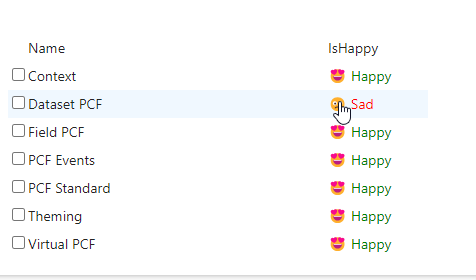 Name IsHappy
Context 😍 Happy
Dataset PCF Sad
Field PCF 😍 Happy
PCF Events 😍 Happy
PCF Standard 😍 Happy
Theming 😍 Happy
Virtual PCF 😍 Happy